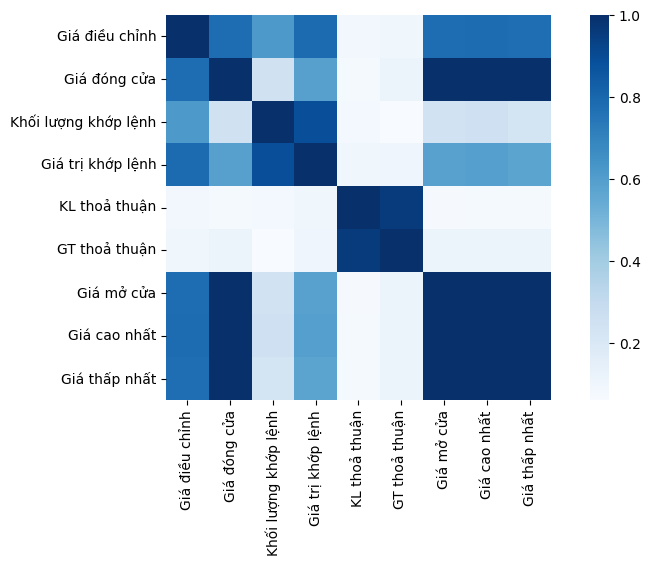 Giá điều chỉnh
Giá đóng cửa
Khối lượng khớp lệnh
Giá trị khớp lệnh
KL thoả thuận
GT thoả thuận
Giá mở cửa
Giá cao nhất
Giá thấp nhất
Giá điều chỉnh
Giá đóng cửa
Khối lượng khớp lệnh
Giá trị khớp lệnh
KL thoả thuận
GT thoả thuận
Giá mở cửa
Giá cao nhất
Giá thấp nhất
1.0
0.8
0.6
0.4
0.2